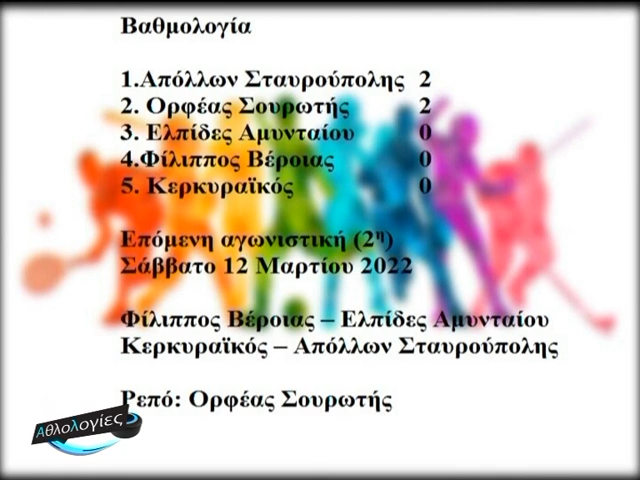 Βαθμολογία
1.Απόλλων Σταυρούπολης 2
2. Ορφέας Σουρωτής 2
3. Ελπίδες Αμυνταίου 0
4.Φίλιππος Βέροιας 0
5. Κερκυραϊκός 0
Επόμενη αγωνιστική (2η)
Σάββατο 12 Μαρτίου 2022
Φίλιππος Βέροιας – Ελπίδες Αμυνταίου
Κερκυραϊκός – Απόλλων Σταυρούπολης
Ρεπό: Ορφέας Σουρωτής
Αθλολογίες